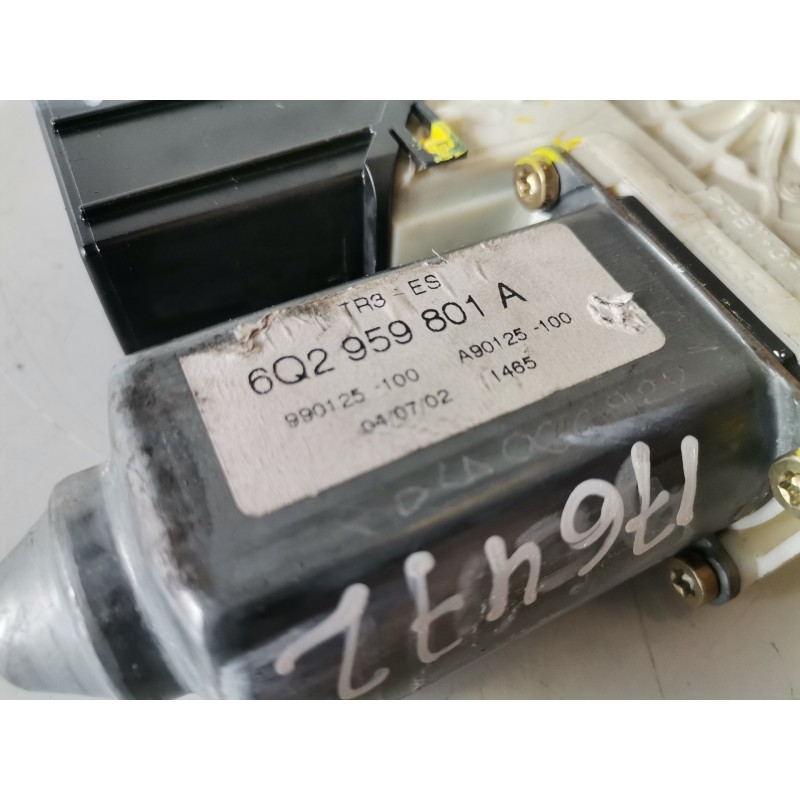 TR3 - ES
6Q2 959 801 A
990125-100 A90125-100
04/07/02 1465
176472